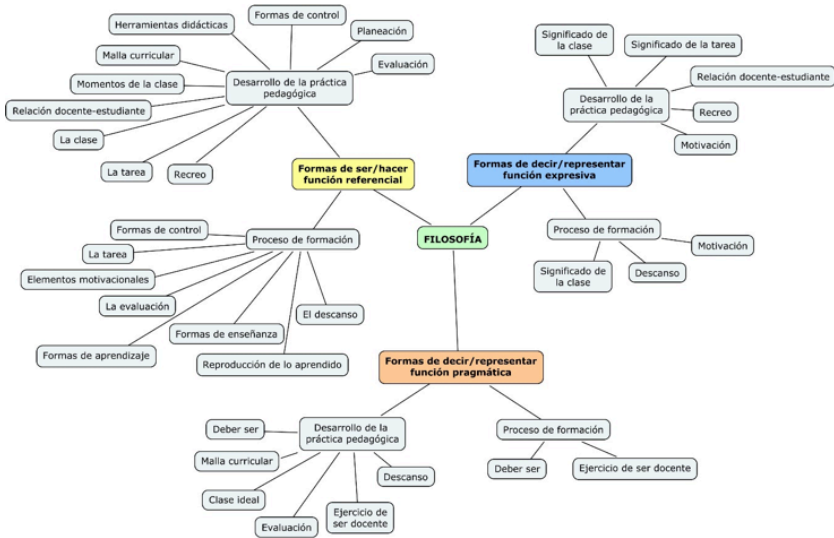 Herramientas didácticas
Formas de control
Planeación
Malla curricular
Evaluación
Momentos de la clase
Desarrollo de la práctica
pedagógica
Relación docente-estudiante
La clase
La tarea
Recreo
Significado de
la clase
Significado de la tarea
Relación docente-estudiante
Desarrollo de la
práctica pedagógica
Recreo
Motivación
Formas de ser/hacer
función referencial
Formas de decir/representar
función expresiva
FILOSOFÍA
Formas de control
Proceso de formación
La tarea
Elementos motivacionales
La evaluación
El descanso
Formas de enseñanza
Formas de aprendizaje
Reproducción de lo aprendido
Proceso de formación
Motivación
Significado de
la clase
Descanso
Formas de decir/representar
función pragmática
Deber ser
Desarrollo de la
práctica pedagógica
Malla curricular
Descanso
Clase ideal
Evaluación
Ejercicio de
ser docente
Proceso de formación
Deber ser
Ejercicio de ser docente